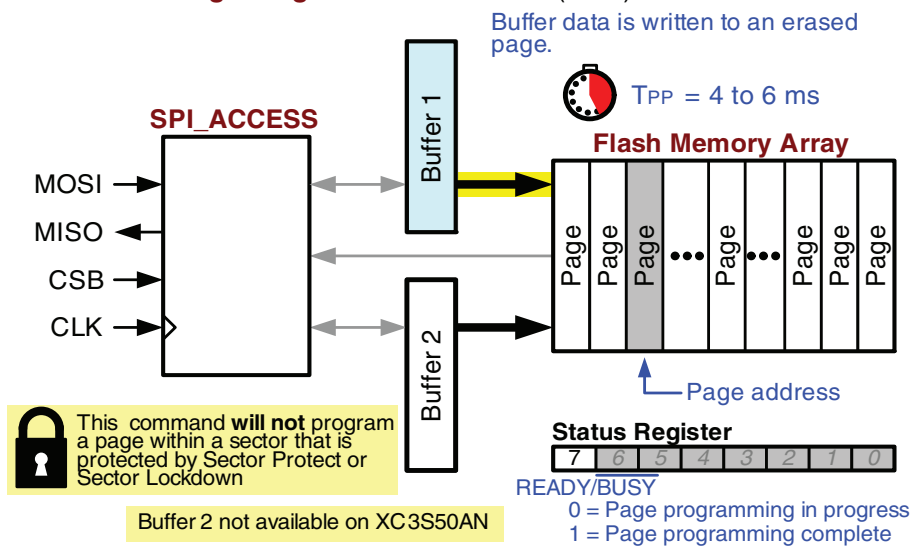 Buffer data is written to an erased
page.
TPP = 4 to 6 ms
SPI_ACCESS
Flash Memory Array
Buffer 1
MOSI
MISO
CSB
CLK
Page
Page
Page
Page
Page
Page
Page
Buffer 2
Page address
This command will not program
a page within a sector that is
protected by Sector Protect or
Sector Lockdown
Status Register
7 6 5 4 3 2 1 0
READY/BUSY
0 = Page programming in progress
1 = Page programming complete
Buffer 2 not available on XC3S50AN